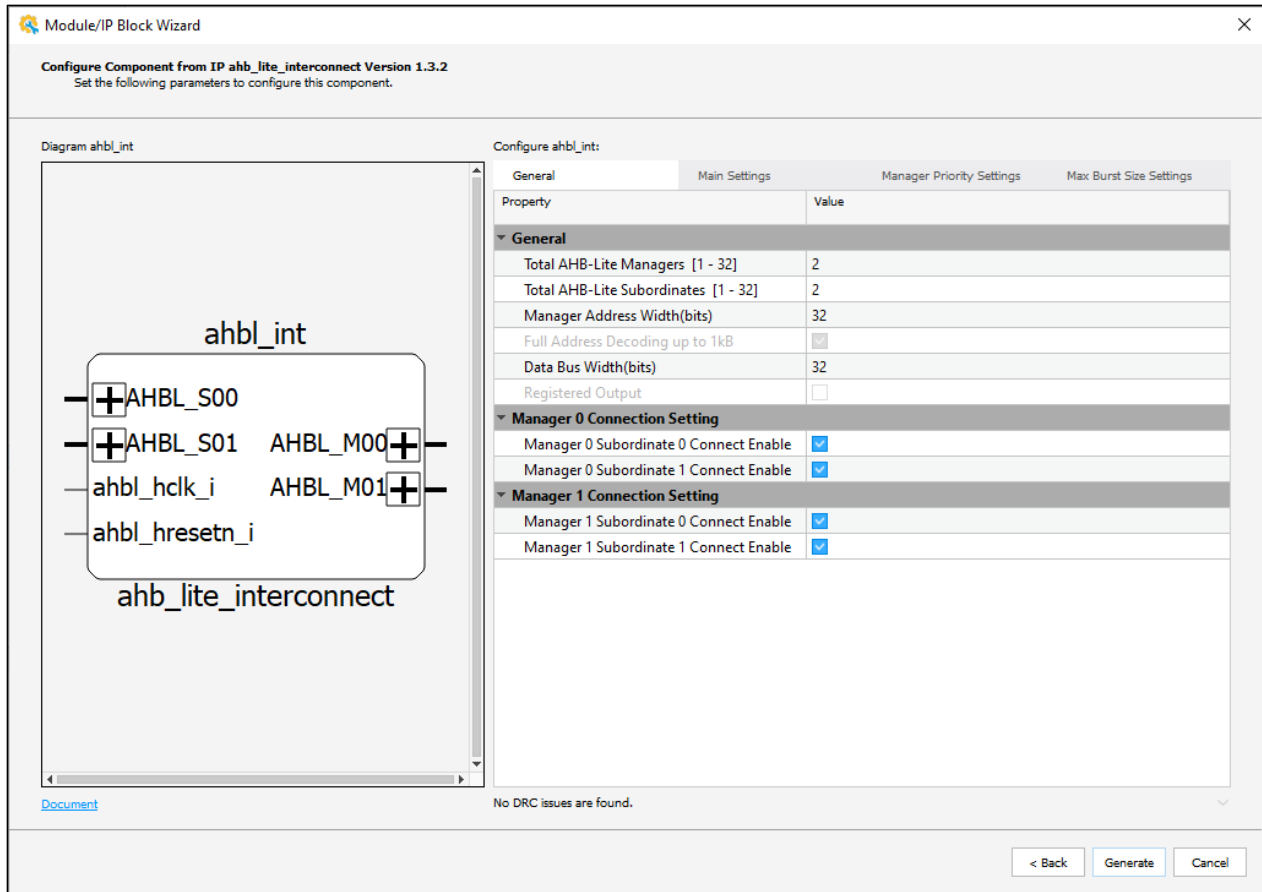 Module/IP Block Wizard
Configure Component from IP ahb_lite_interconnect Version 1.3.2
Set the following parameters to configure this component.
Diagram ahbl_int
ahbl_int
AHBL_S00
AHBL_S01 AHBL_M00
ahbl_hclk_i AHBL_M01
ahbl_hresetn_i
ahb_lite_interconnect
Document
Configure ahbl_int:
General Main Settings Manager Priority Settings Max Burst Size Settings
Property Value
General
Total AHB-Lite Managers [1 - 32] 2
Total AHB-Lite Subordinates [1 - 32] 2
Manager Address Width(bits) 32
Full Address Decoding up to 1kB
Data Bus Width(bits) 32
Registered Output
Manager 0 Connection Setting
Manager 0 Subordinate 0 Connect Enable
Manager 0 Subordinate 1 Connect Enable
Manager 1 Connection Setting
Manager 1 Subordinate 0 Connect Enable
Manager 1 Subordinate 1 Connect Enable
No DRC issues are found.
< Back Generate Cancel